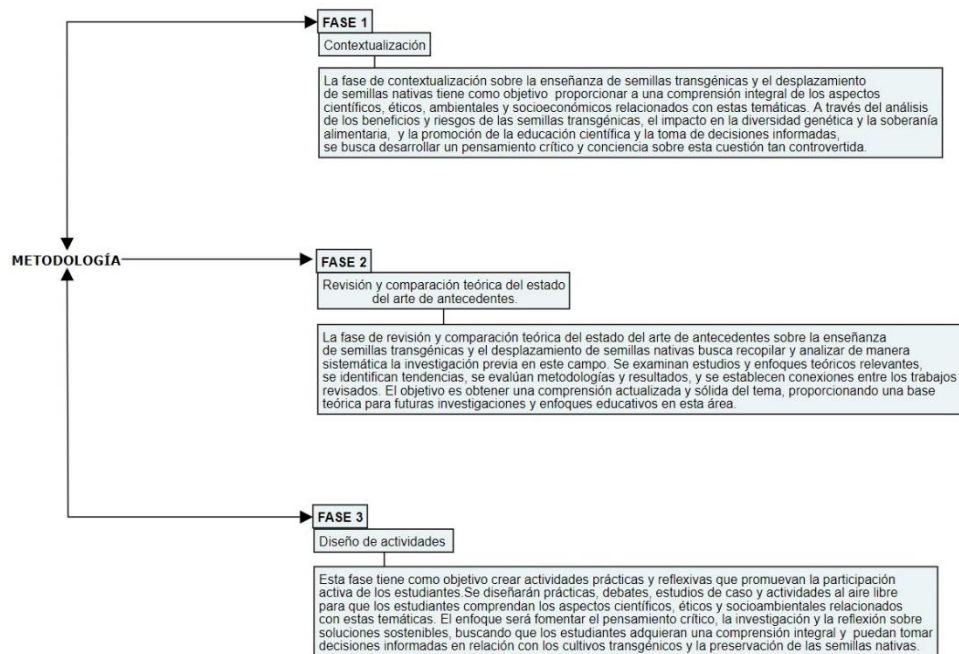 FASE 1
Contextualización
La fase de contextualización sobre la enseñanza de semillas transgénicas y el desplazamiento
de semillas nativas tiene como objetivo proporcionar a una comprensión integral de los aspectos
científicos, éticos, ambientales y socioeconómicos relacionados con estas temáticas. A través del análisis
de los beneficios y riesgos de las semillas transgénicas, el impacto en la diversidad genética y la soberanía
alimentaria, y la promoción de la educación científica y la toma de decisiones informadas,
se busca desarrollar un pensamiento crítico y conciencia sobre esta cuestión tan controvertida.
METODOLOGÍA
FASE 2
Revisión y comparación teórica del estado
del arte de antecedentes.
La fase de revisión y comparación teórica del estado del arte de antecedentes sobre la enseñanza
de semillas transgénicas y el desplazamiento de semillas nativas busca recopilar y analizar de manera
sistemática la investigación previa en este campo. Se examinan estudios y enfoques teóricos relevantes,
se identifican tendencias, se evalúan metodologías y resultados, y se establecen conexiones entre los trabajos
revisados. El objetivo es obtener una comprensión actualizada y sólida del tema, proporcionando una base
teórica para futuras investigaciones y enfoques educativos en esta área.
FASE 3
Diseño de actividades
Esta fase tiene como objetivo crear actividades prácticas y reflexivas que promuevan la participación
activa de los estudiantes.Se diseñarán prácticas, debates, estudios de caso y actividades al aire libre
para que los estudiantes comprendan los aspectos científicos, éticos y socioambientales relacionados
con estas temáticas. El enfoque será fomentar el pensamiento crítico, la investigación y la reflexión sobre
soluciones sostenibles, buscando que los estudiantes adquieran una comprensión integral y puedan tomar
decisiones informadas en relación con los cultivos transgénicos y la preservación de las semillas nativas.